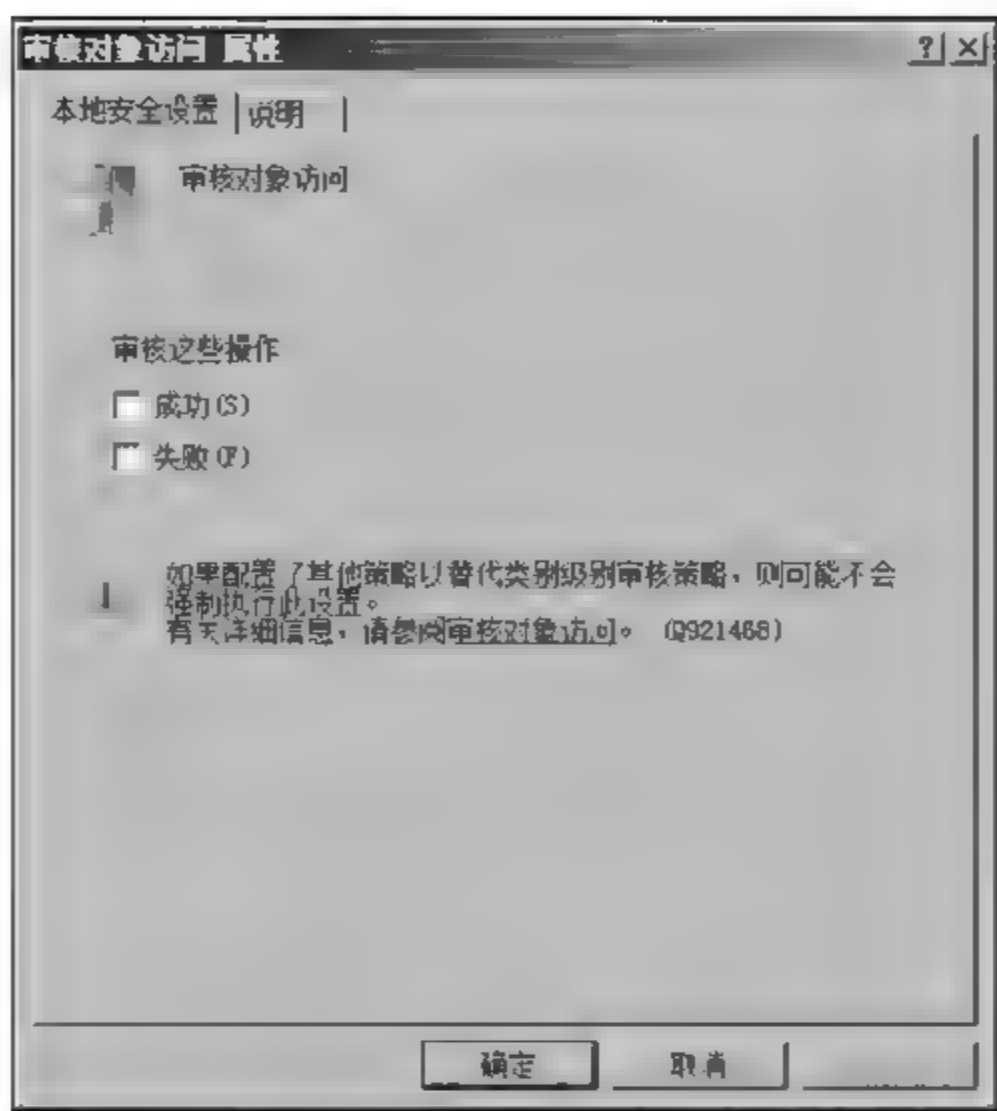 审核对象访问 属性
本地安全设置 说明
审核对象访问
审核这些操作
成功(S)
失败(F)
如果配置了其他策略以替代类别级别审核策略，则可能不会
强制执行此设置。
有关详细信息，请参阅审核对象访问。 (Q921468)
确定 取消